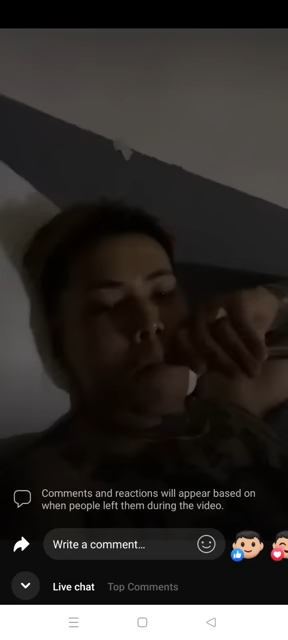 Comments and reactions will appear based on
when people left them during the video.
Write a comment...
Live chat Top Comments